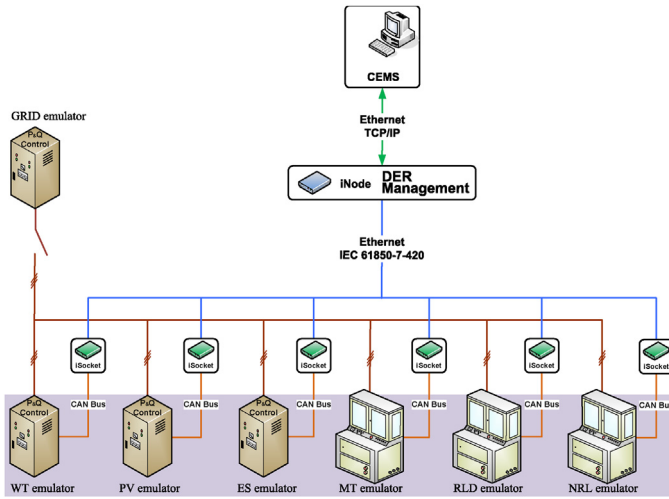 CEMS
GRID emulator
P&Q
Control
Ethernet
TCP/IP
iNode
DER
Management
Ethernet
IEC 61850-7-420
iSocket
iSocket
iSocket
iSocket
iSocket
iSocket
P&Q
Control
CAN Bus
P&Q
Control
CAN Bus
P&Q
Control
CAN Bus
CAN Bus
CAN Bus
CAN Bus
WT emulator
PV emulator
ES emulator
MT emulator
RLD emulator
NRL emulator